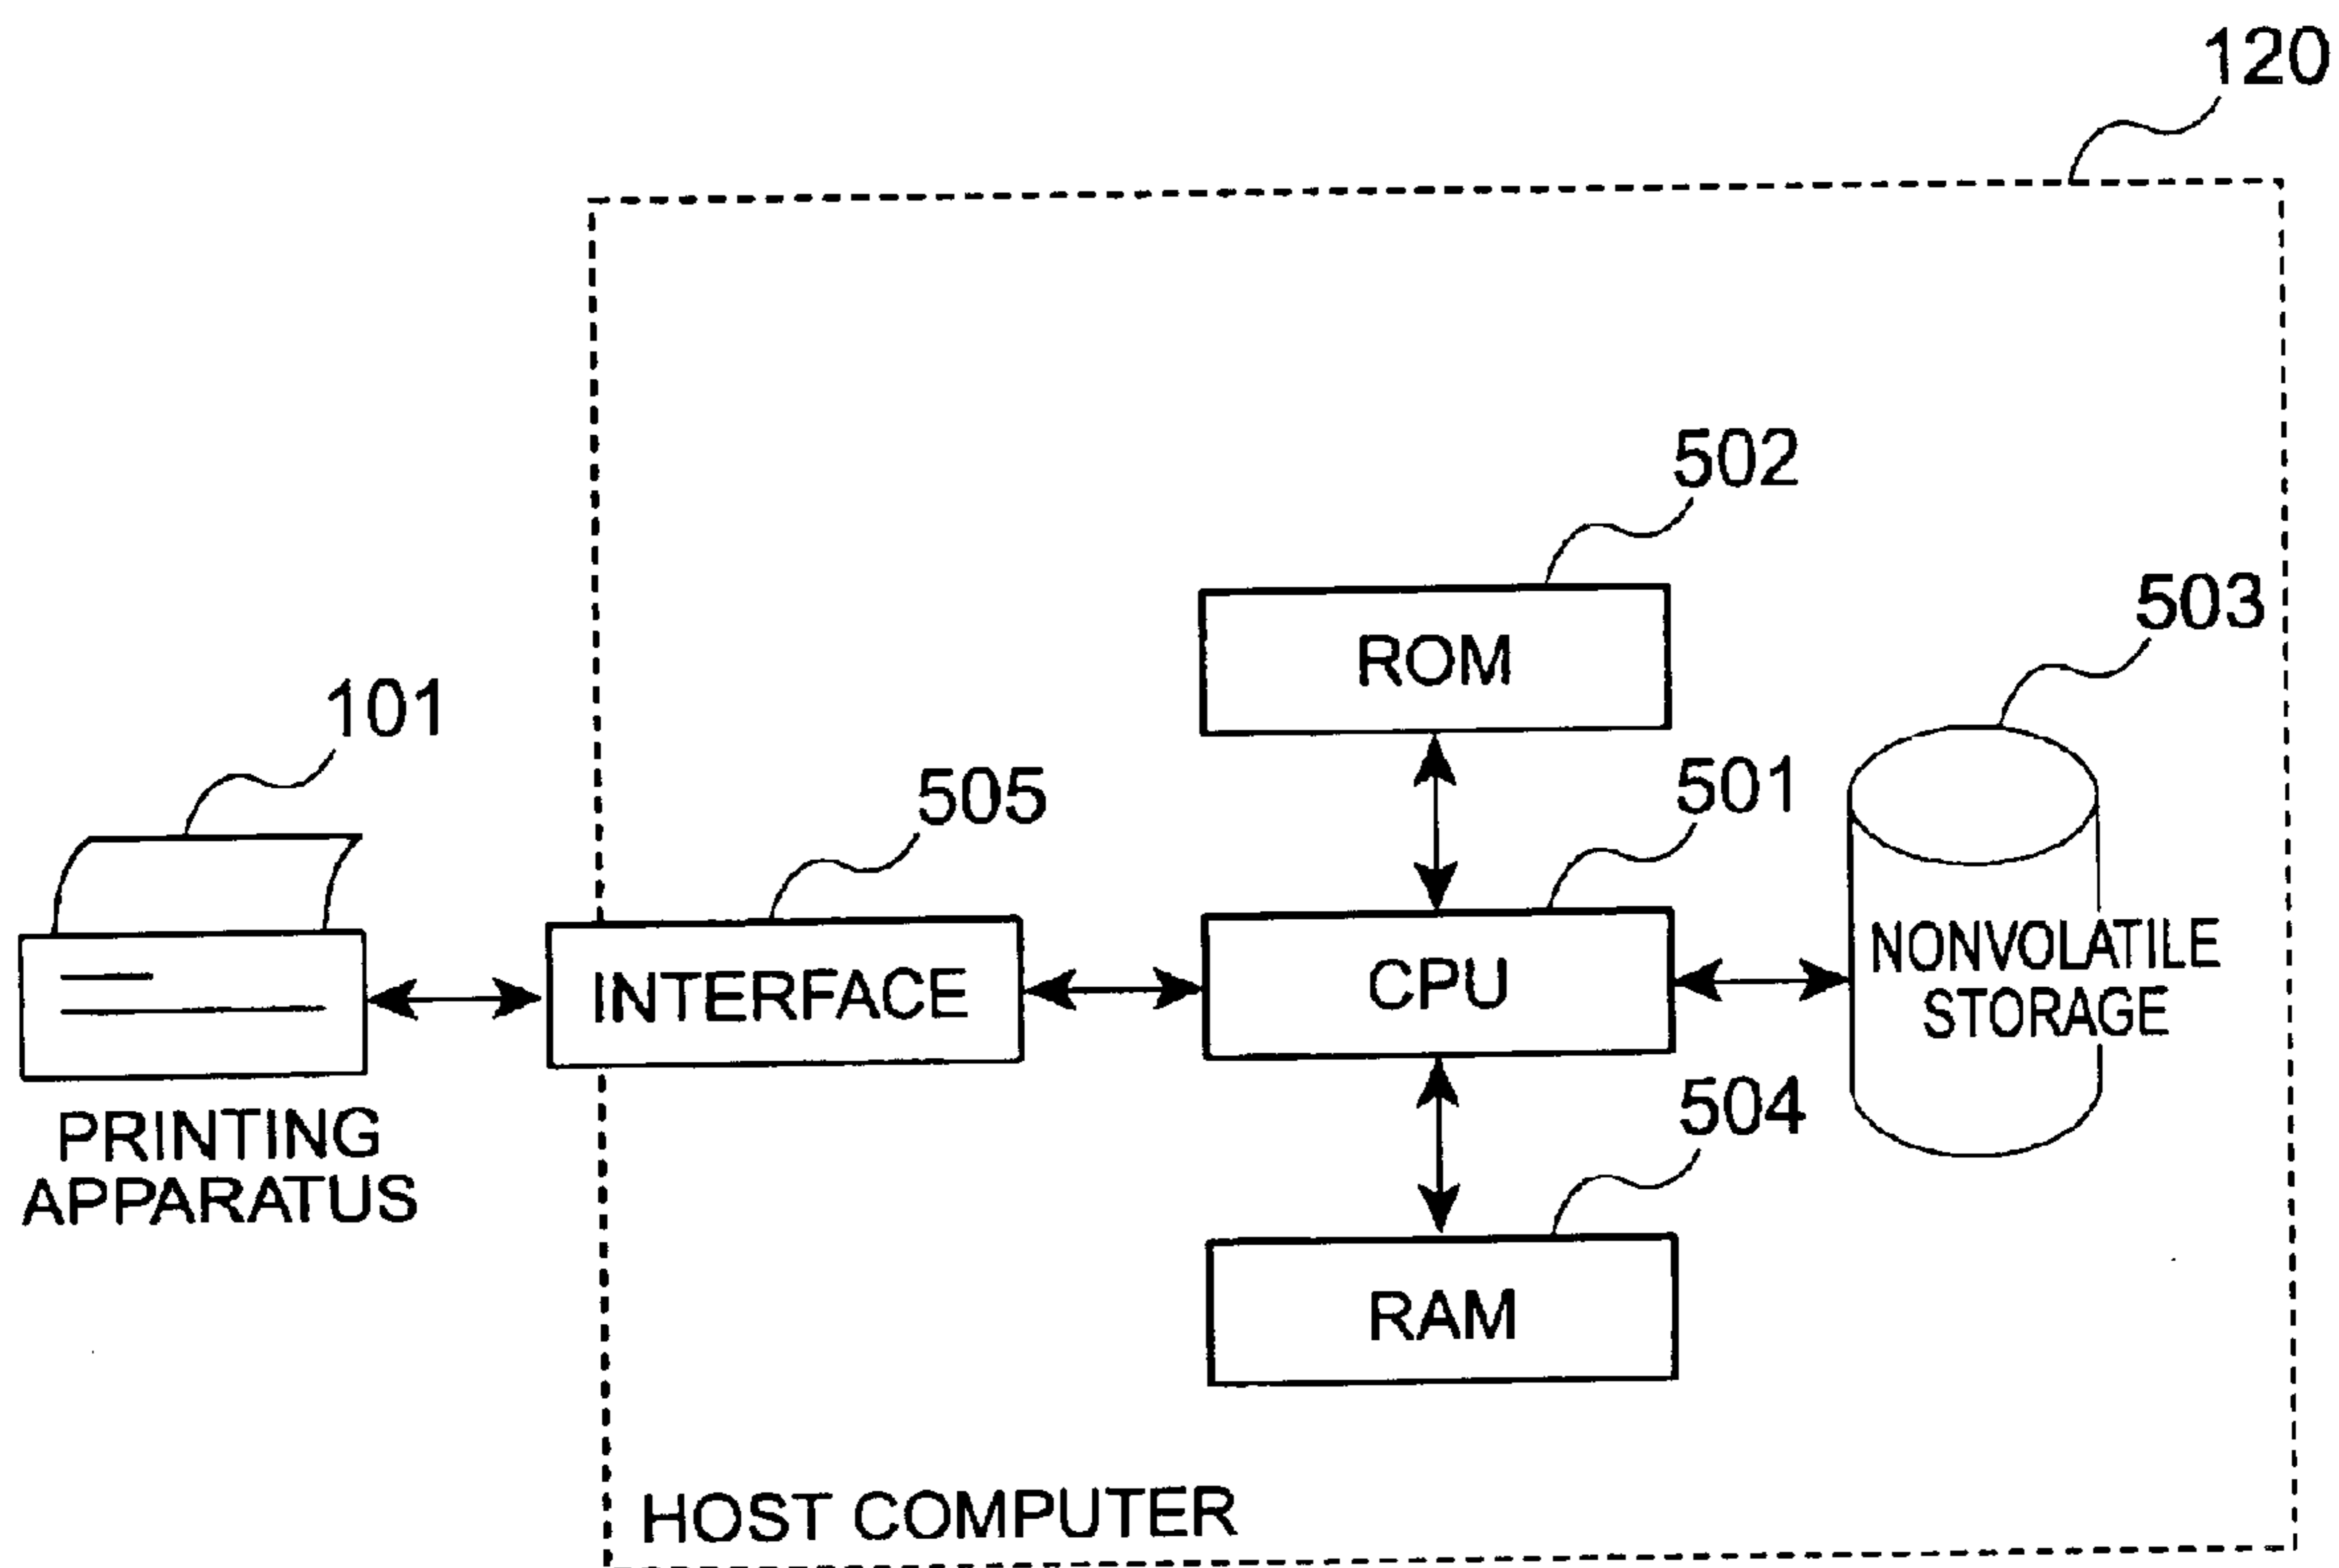 120
502
ROM
503
101
505
501
INTERFACE
CPU
NONVOLATILE
STORAGE
PRINTING
APPARATUS
504
RAM
HOST COMPUTER